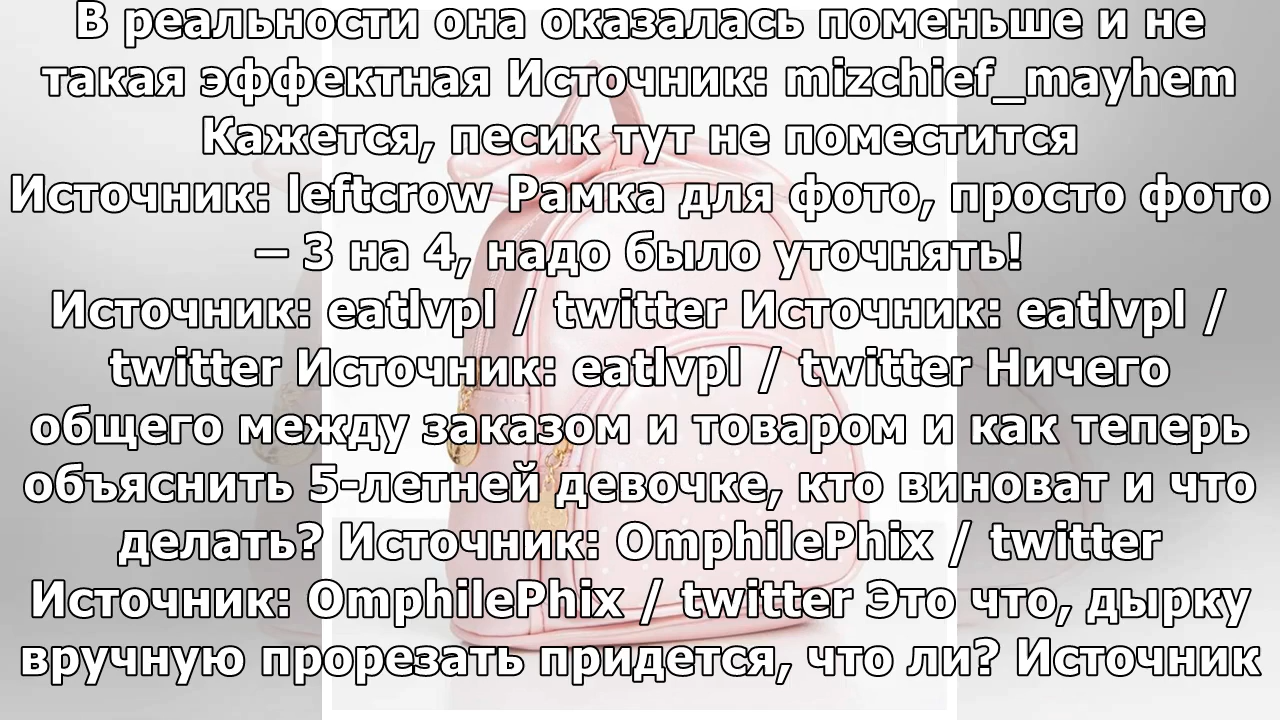 В реальности она оказалась поменьше и не
такая эффектная Источник: mizchief_mayhem
Кажется, песик тут не поместится
Источник: leftcrow Рамка для фото, просто фото
– 3 на 4, надо было уточнять!
Источник: eatlvpl / twitter Источник: eatlvpl /
twitter Источник: eatlvpl / twitter Ничего
общего между заказом и товаром и как теперь
объяснить 5-летней девочке, кто виноват и что
делать? Источник: OmphilePhix / twitter
Источник: OmphilePhix / twitter Это что, дырку
вручную прорезать придется, что ли? Источник